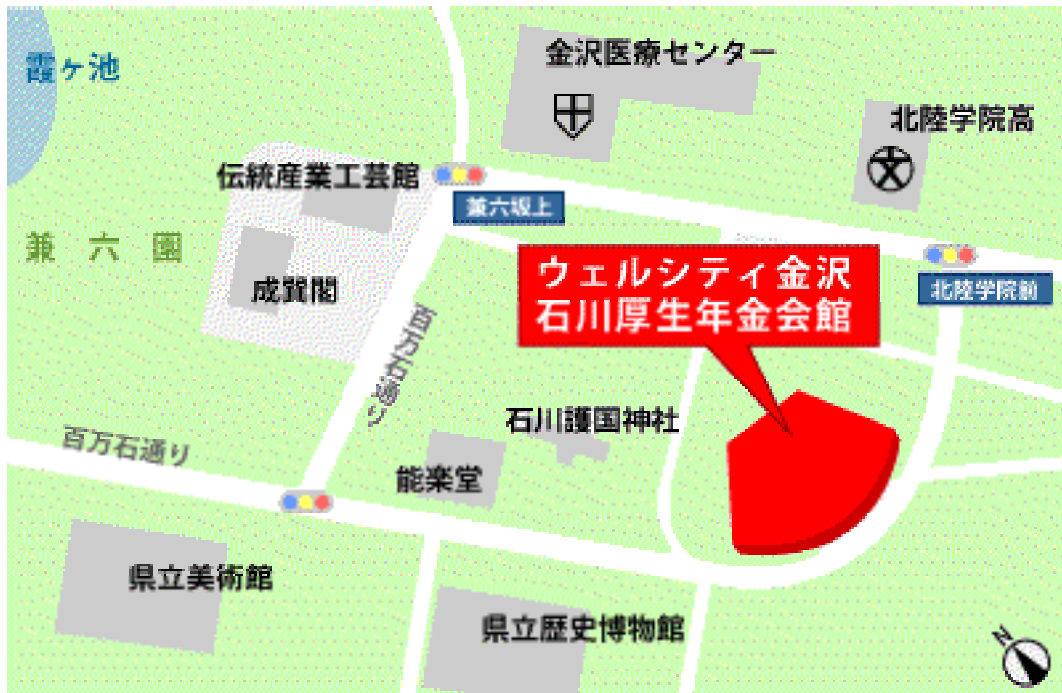 金沢医療センター
霞ヶ池
北陸学院高
伝統産業工芸館
兼六坂上
兼六園
成巽閣
ウェルシティ金沢
石川厚生年金会館
北陸学院前
百万石通り
石川護国神社
百万石通り
能楽堂
県立美術館
県立歴史博物館
文
N